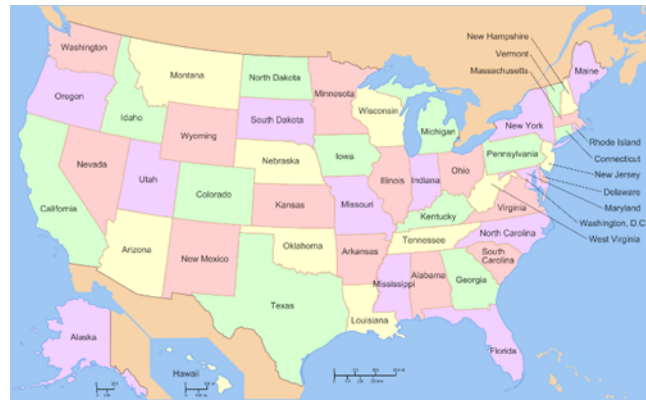 New Hampshire
Vermont
Massachusetts
Washington
Montana
North Dakota
Minnosota
Maine
Oregon
Idaho
Wisconsin
South Dakota
Michigan
New York
Wyoming
Rhode Island
Connecticut
Nebraska
Iowa
Pennsylvania
New Jersey
Nevada
Utah
Colorado
Illinois
Indiana
Ohio
Delaware
Maryland
Washington, D.C
West Virginia
California
Kansas
Missouri
Kentucky
Virginia
North Carolina
Tennessee
Arizona
New Mexico
Oklahoma
Arkansas
South
Carolina
Mississippi
Alabama
Georgia
Texas
Louisiana
Florida
Alaska
Hawaii